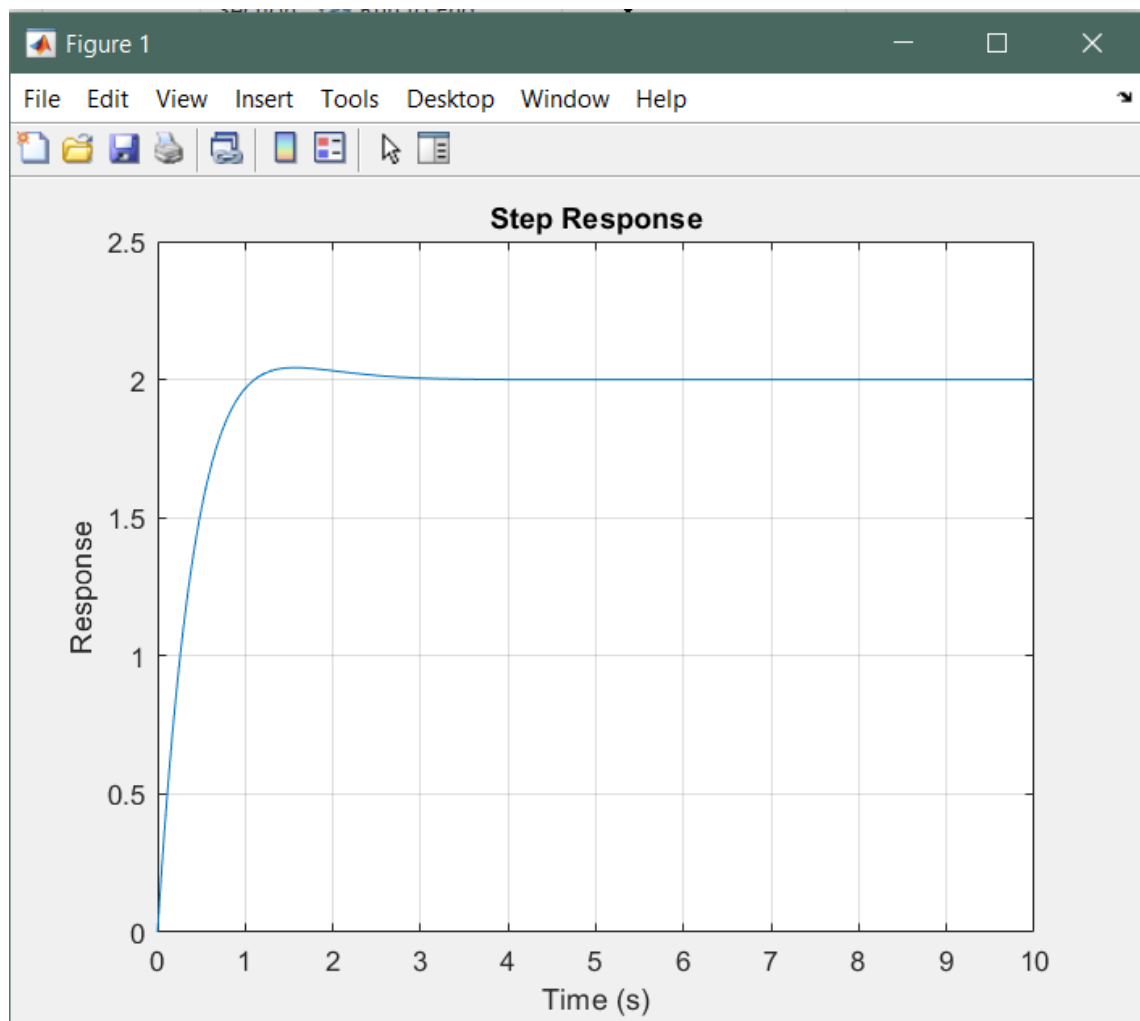 Figure 1
File Edit View Insert Tools Desktop Window Help
Step Response
2.5
2
1.5
1
0.5
0
Response
0 1 2 3 4 5 6 7 8 9 10
Time (s)